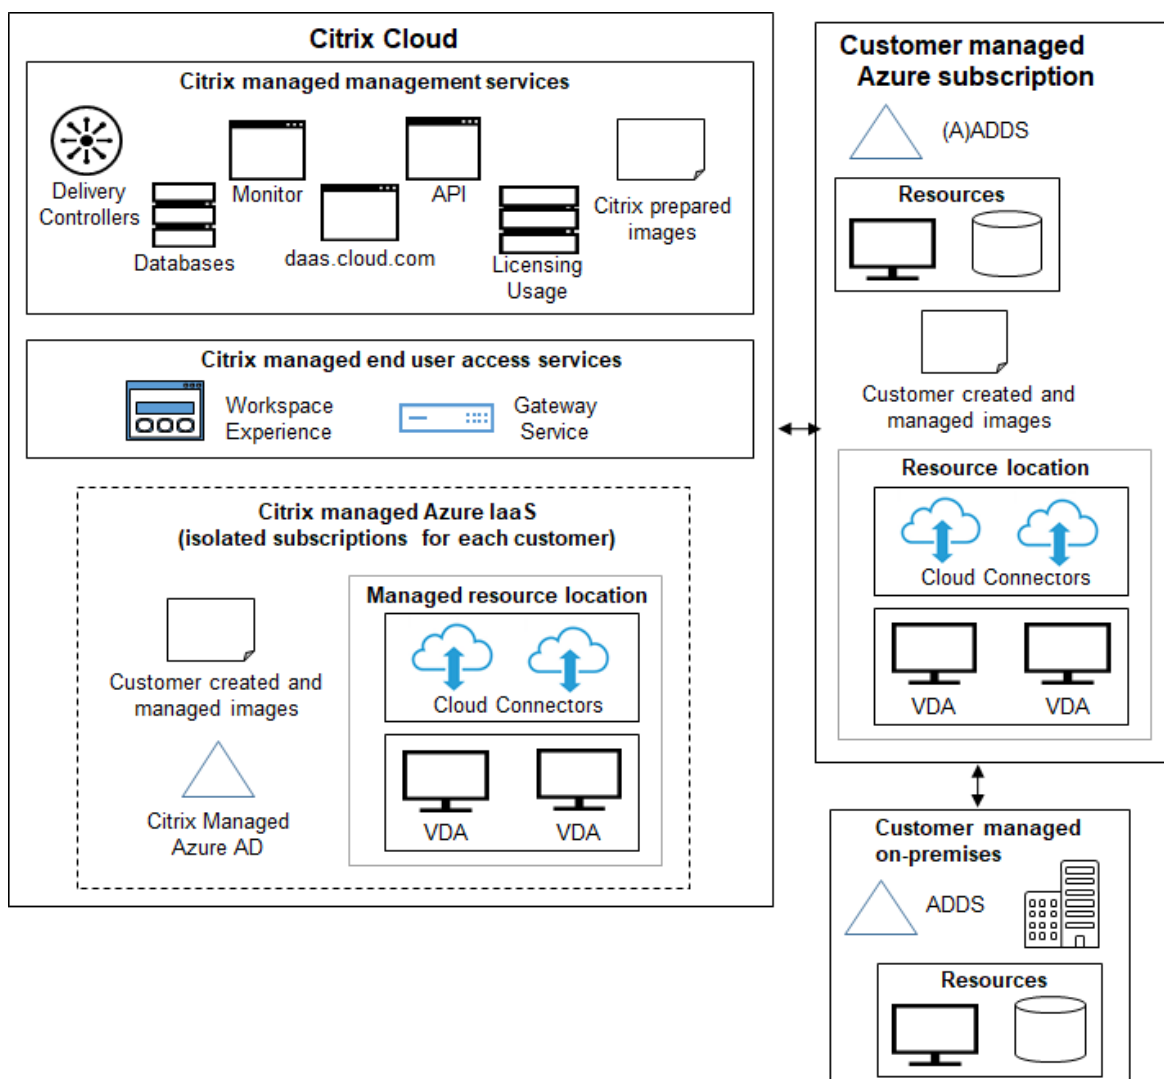 Citrix Cloud
Citrix managed management services
Delivery
Controllers
Databases
Monitor
daas.cloud.com
API
Licensing
Usage
Citrix prepared
images
Citrix managed end user access services
Workspace
Experience
Gateway
Service
Citrix managed Azure IaaS
(isolated subscriptions for each customer)
Customer created and
managed images
Citrix Managed
Azure AD
Managed resource location
Cloud Connectors
VDA
VDA
Customer managed
Azure subscription
(A)ADDS
Resources
Customer created and
managed images
Resource location
Cloud Connectors
VDA
VDA
Customer managed
on-premises
ADDS
Resources